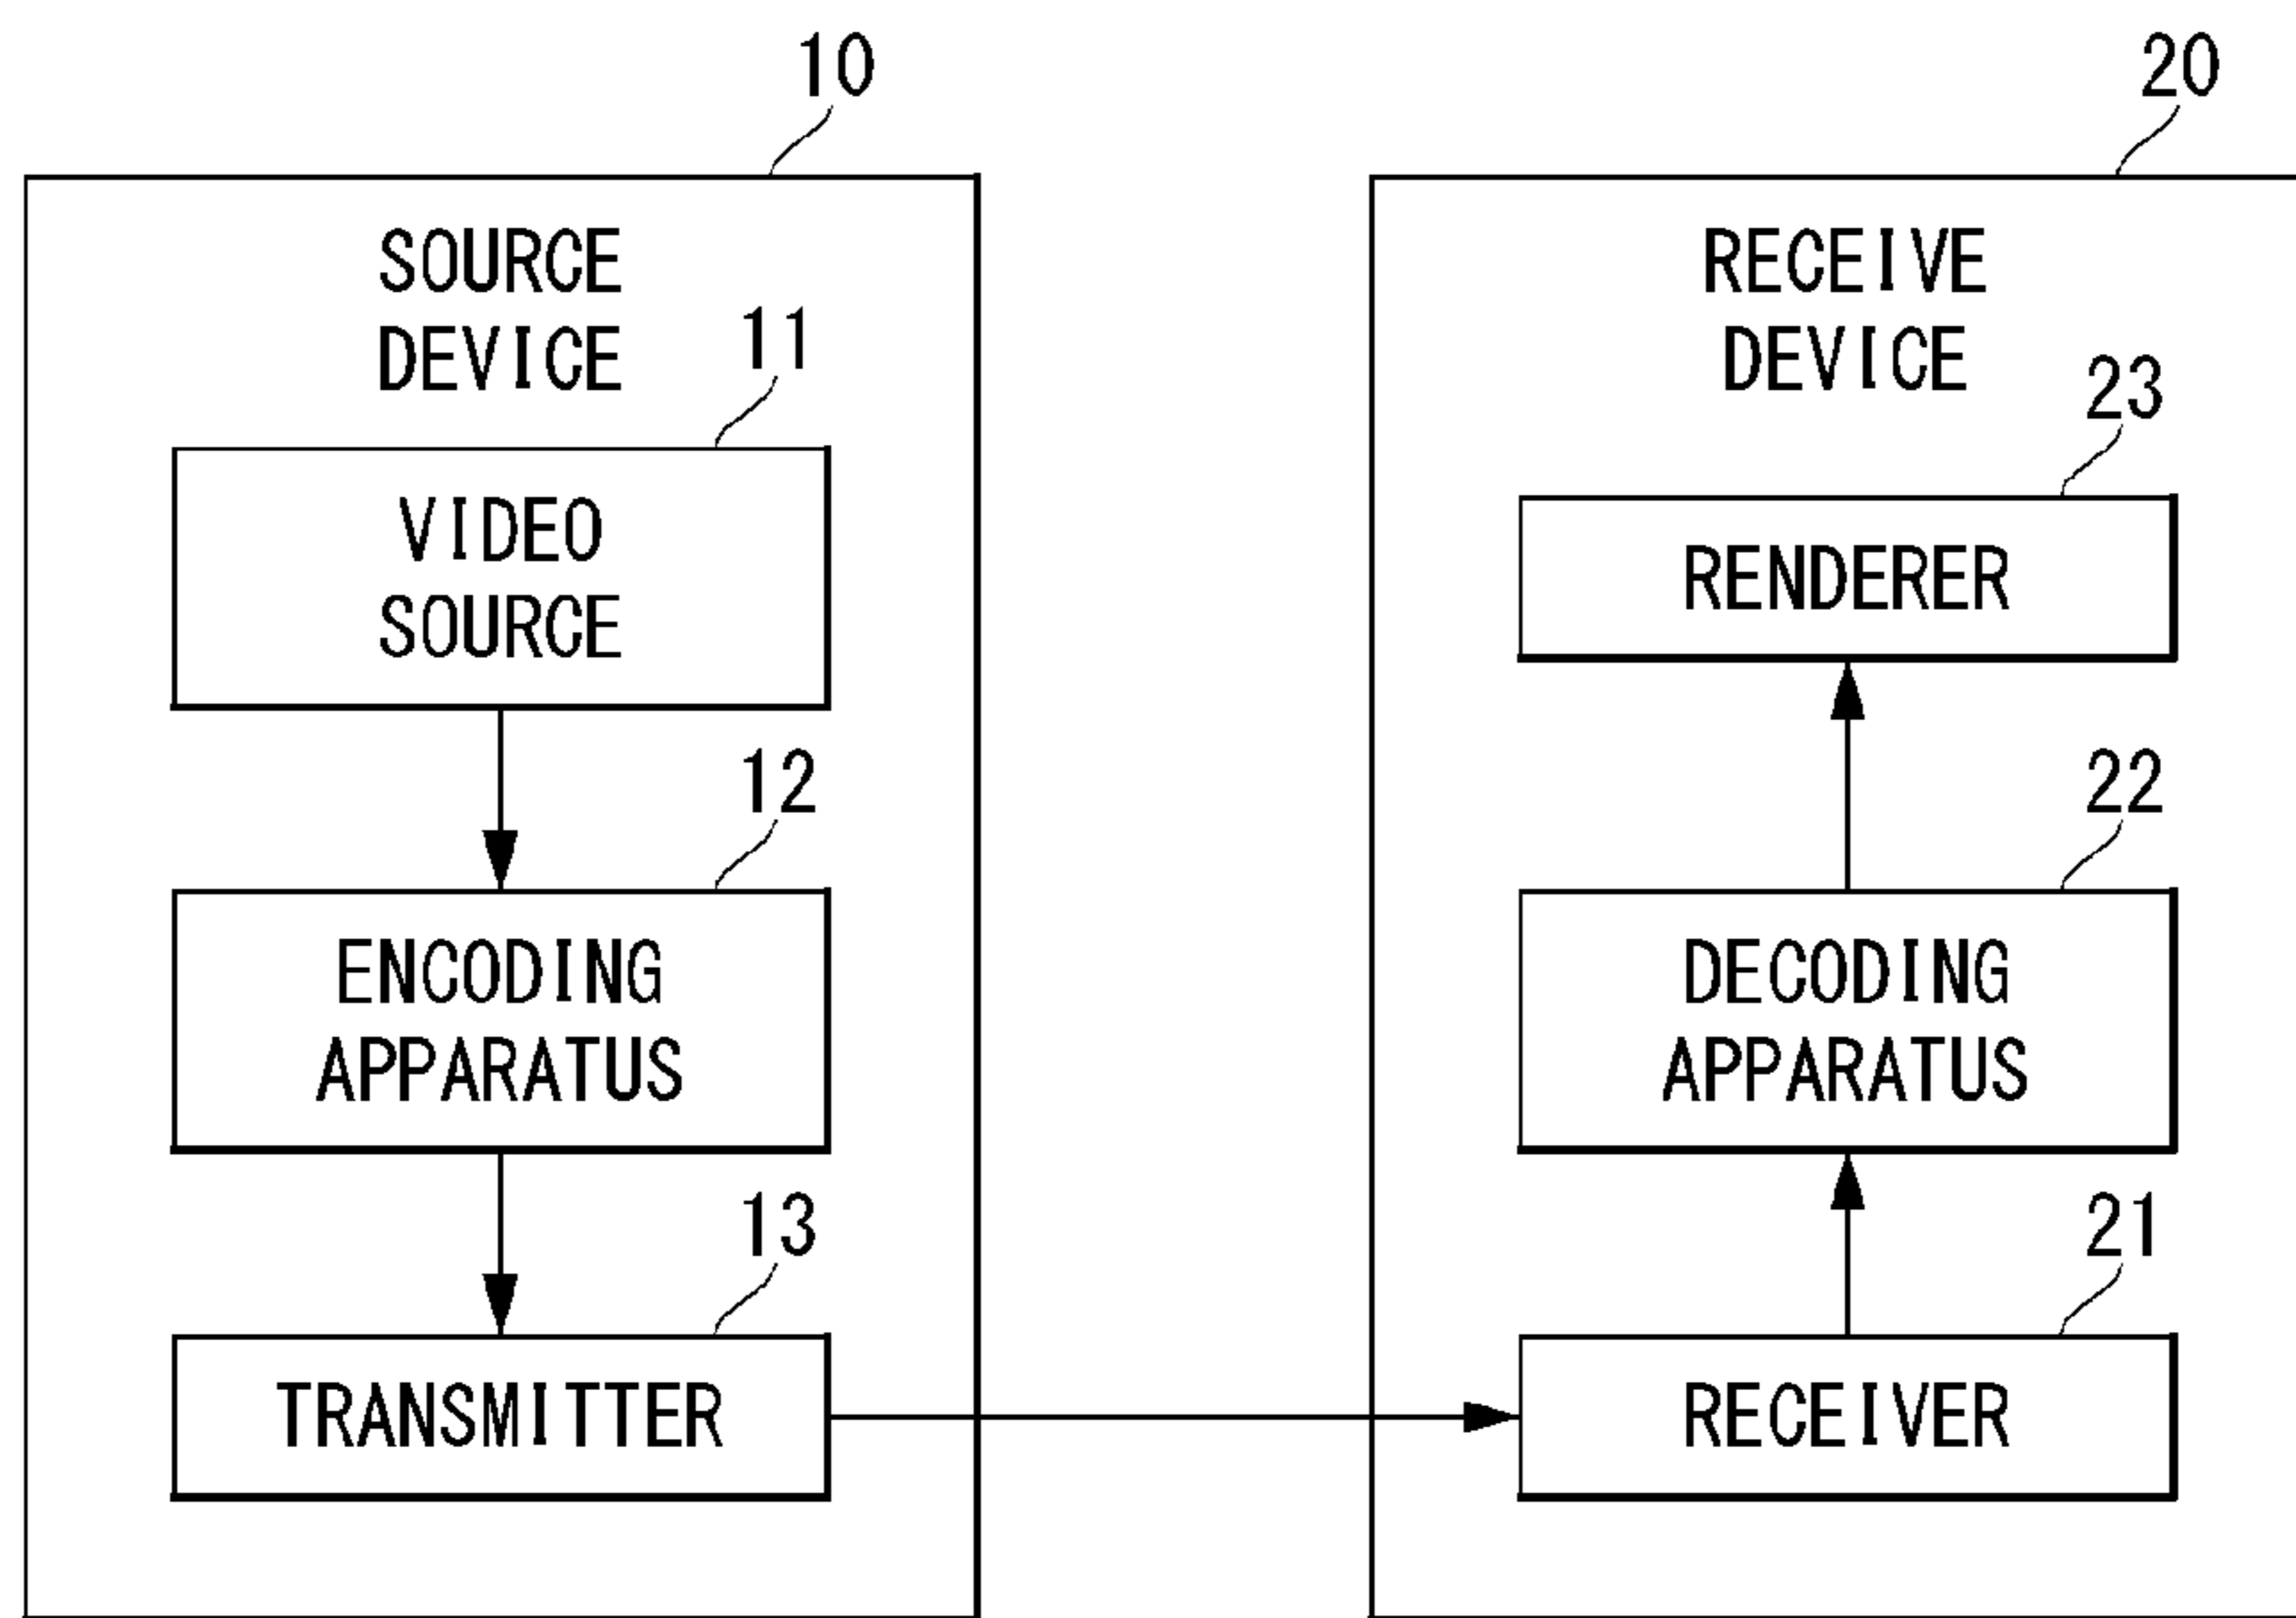 10
SOURCE
DEVICE
11
VIDEO
SOURCE
12
ENCODING
APPARATUS
13
TRANSMITTER
20
RECEIVE
DEVICE
23
RENDERER
22
DECODING
APPARATUS
21
RECEIVER